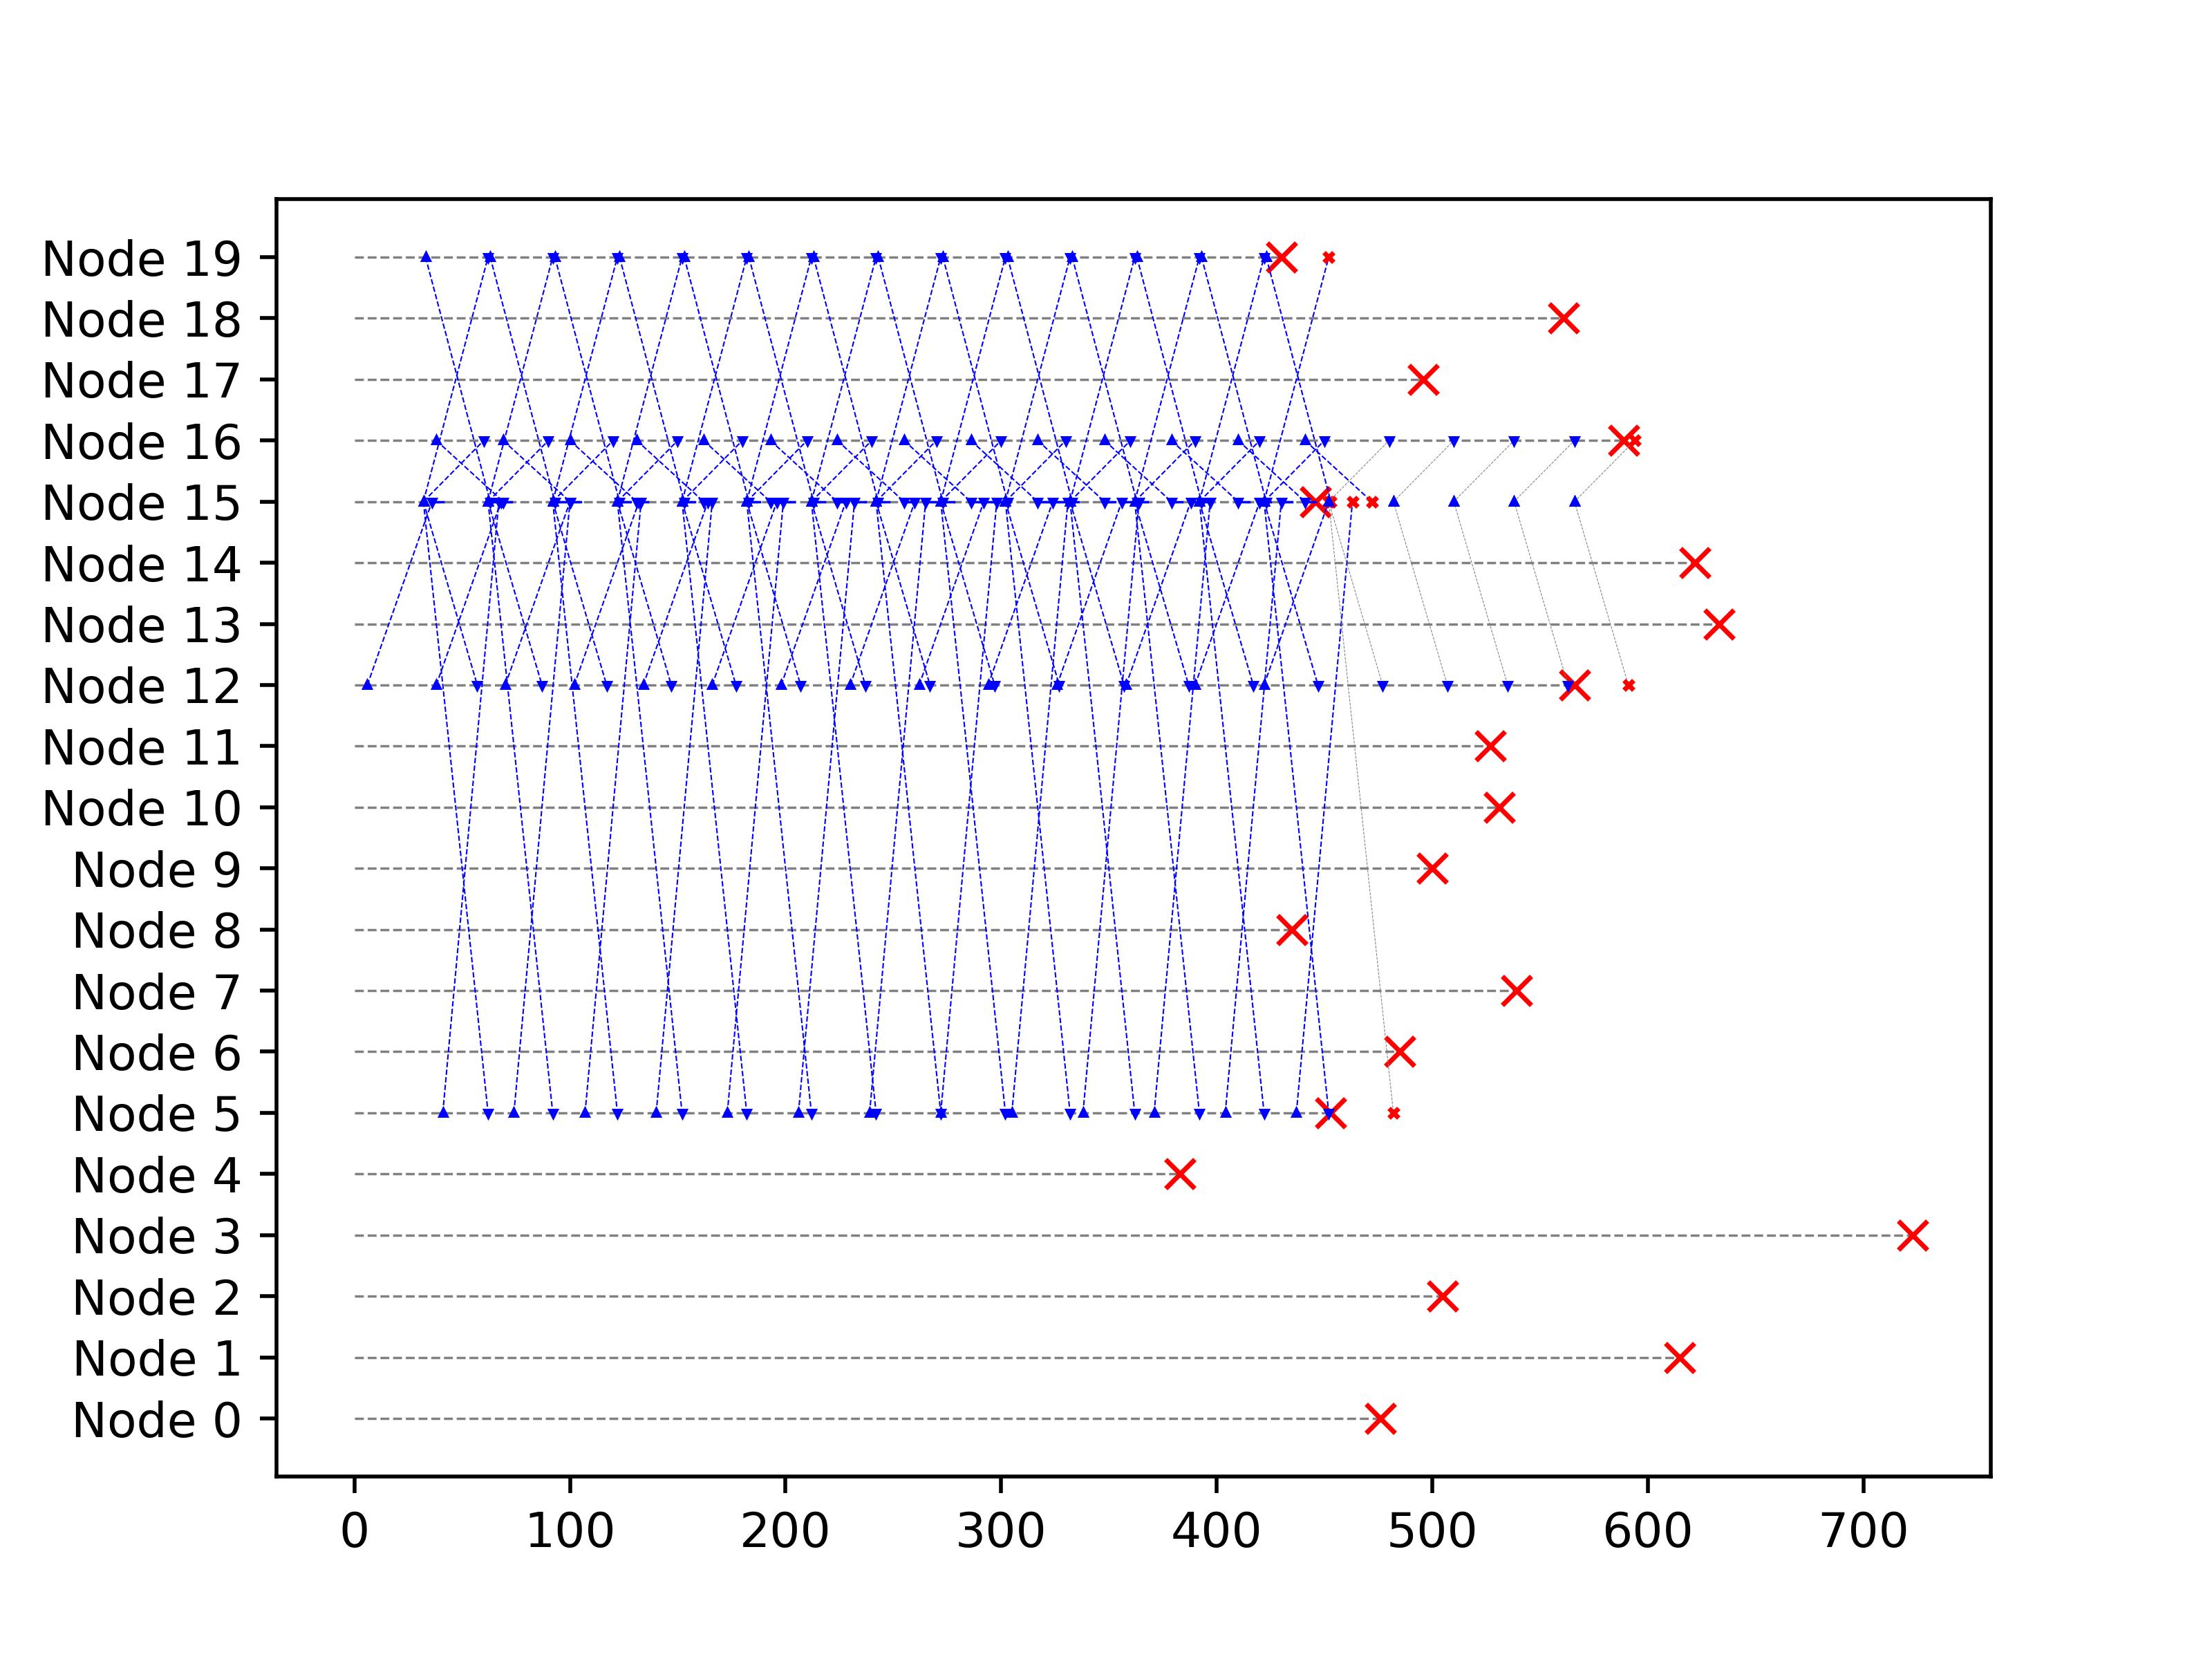 Node 19
Node 18
Node 17
Node 16
Node 15
Node 14
Node 13
Node 12
Node 11
Node 10
Node 9
Node 8
Node 7
Node 6
Node 5
Node 4
Node 3
Node 2
Node 1
Node 0
0 100 200 300 400 500 600 700